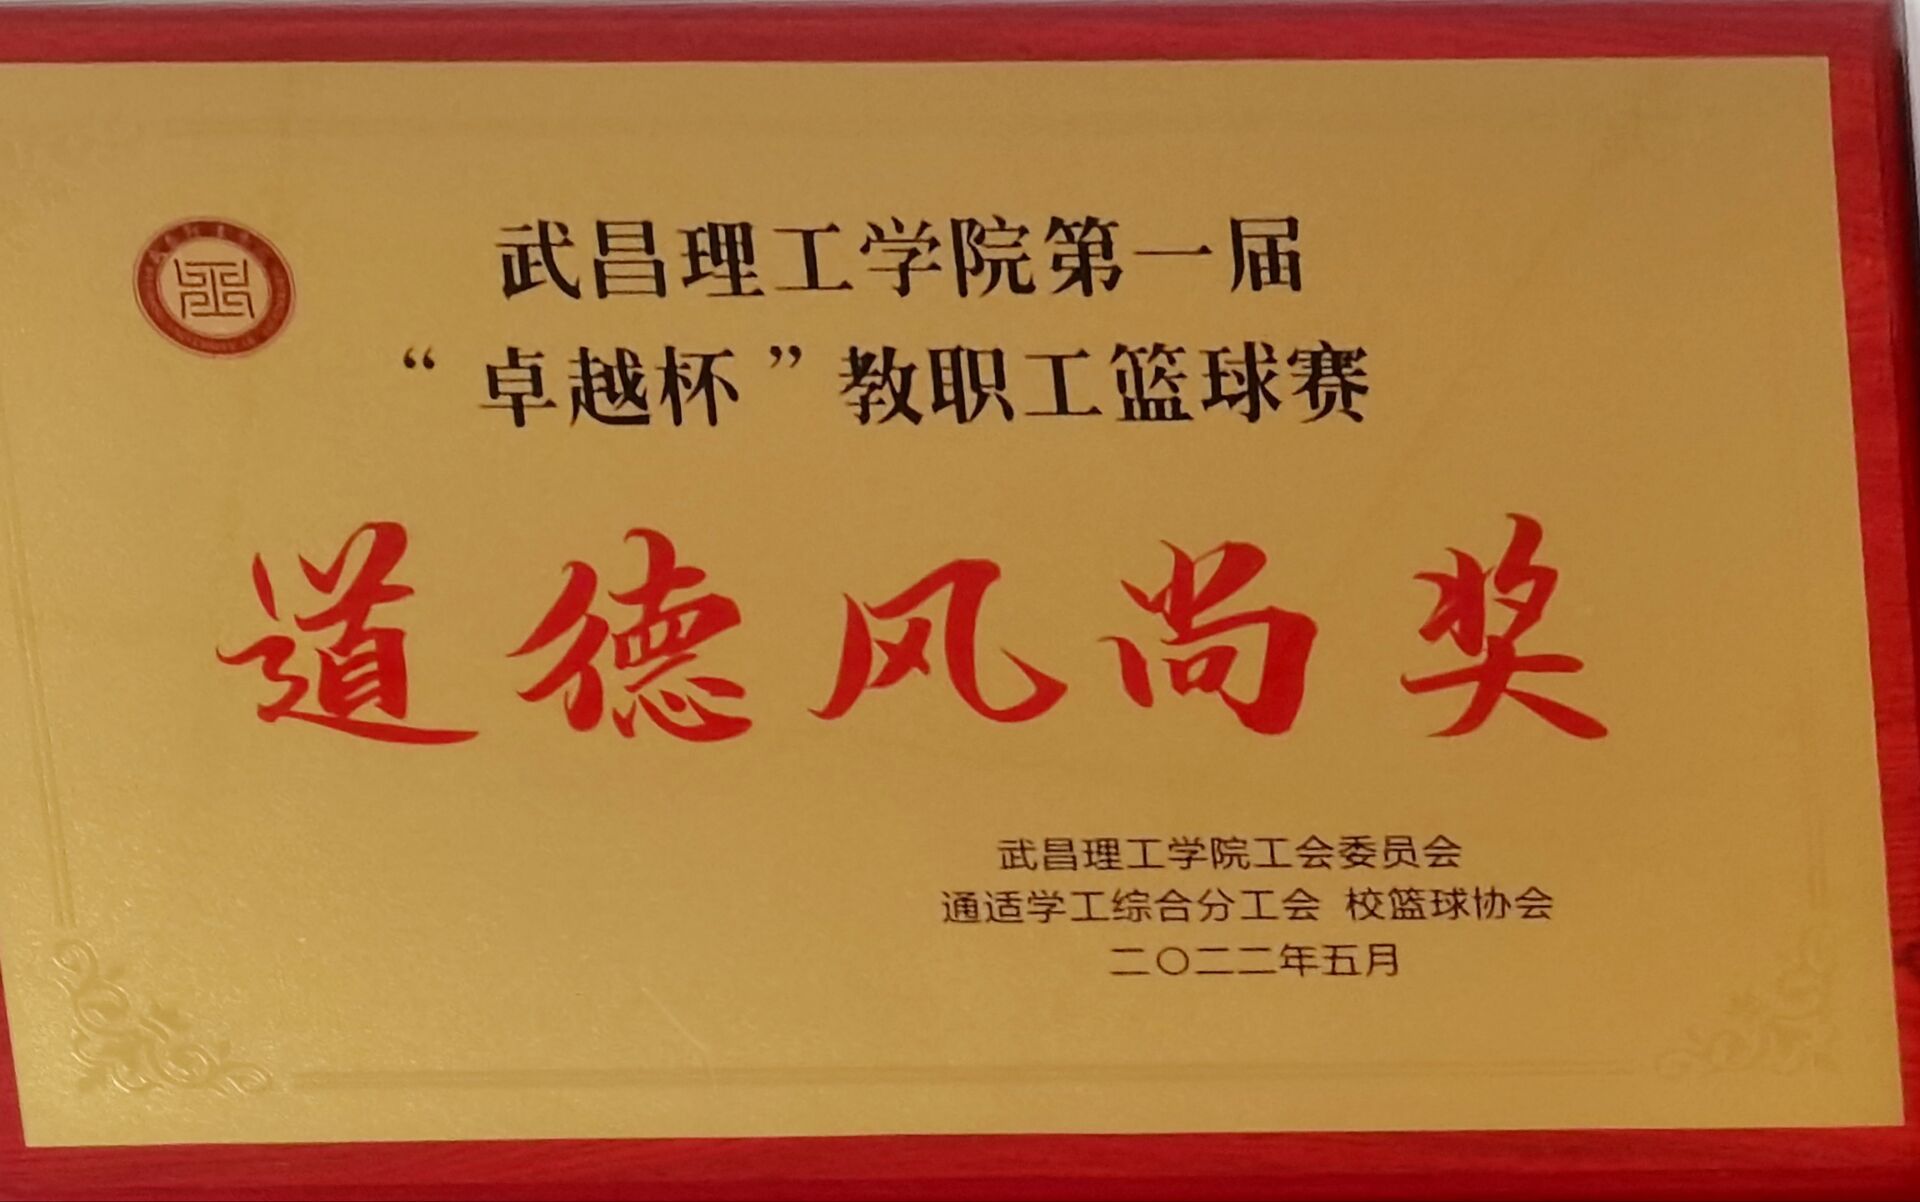 武昌理工学院第一届
“卓越杯”教职工篮球赛
道德风尚奖
武昌理工学院工会委员会
通适学工综合分工会 校篮球协会
二〇二二年五月